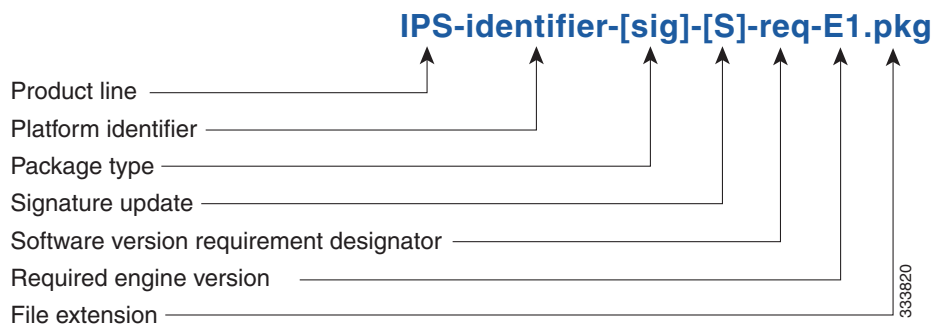 IPS-identifier-[sig]-[S]-req-E1.pkg
Product line
Platform identifier
Package type
Signature update
Software version requirement designator
Required engine version
File extension
333820